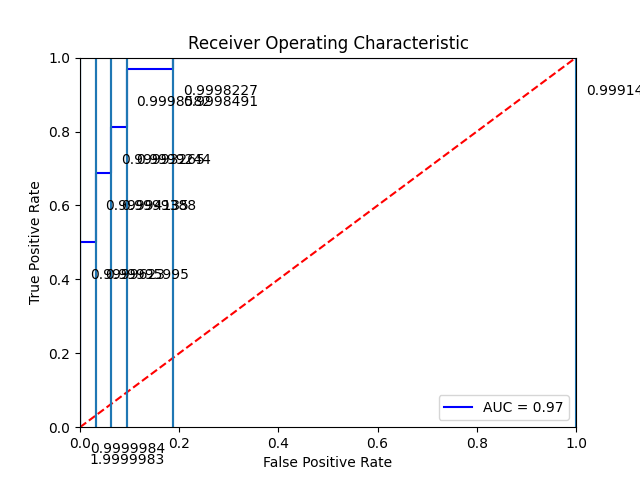 Receiver Operating Characteristic
1.0
0.9998227
0.99914
0.9998491
0.8
0.6
True Positive Rate
0.4
0.2
AUC = 0.97
0.0
0.0 0.2 0.4 0.6 0.8 1.0
0.9999984
1.9999983
False Positive Rate